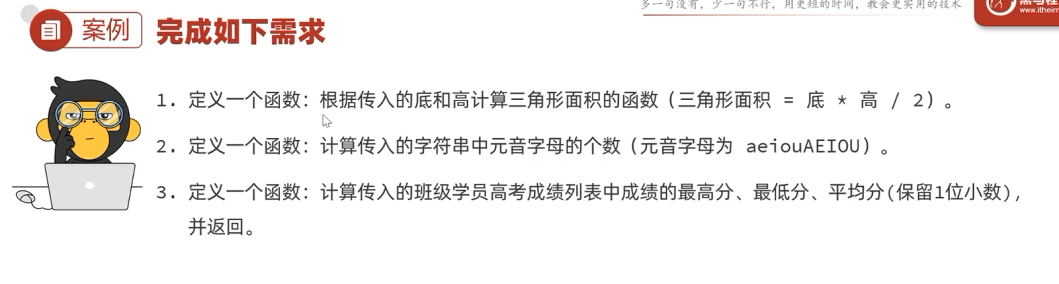 多一句没有，少一句不行，用更短的时间，教会更实用的技术
案例 完成如下需求
1. 定义一个函数：根据传入的底和高计算三角形面积的函数（三角形面积 = 底 * 高 / 2）。
2. 定义一个函数：计算传入的字符串中元音字母的个数（元音字母为 aeiouAEIOU）。
3. 定义一个函数：计算传入的班级学员高考成绩列表中成绩的最高分、最低分、平均分(保留1位小数)，
并返回。